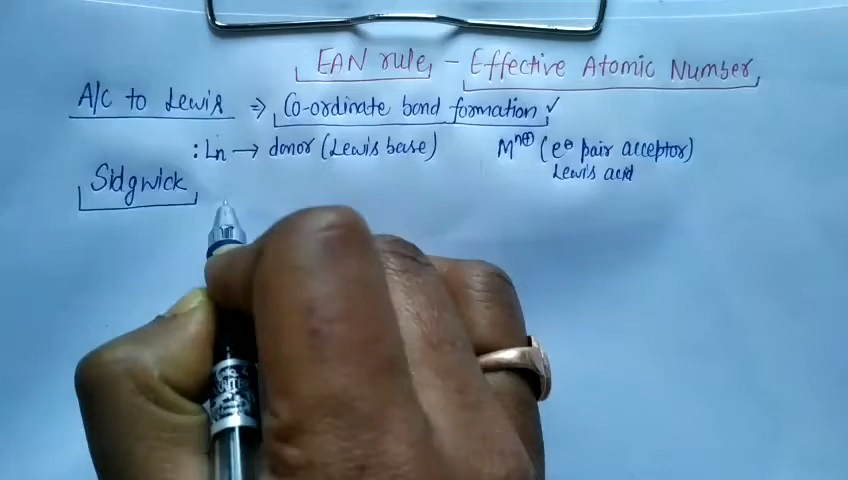 EAN rule, - Effective Atomic Number,
A/c to Lewis => Co-ordinate bond formation ✓
:Ln → donor (Lewis base) Mn⊕ (e⊖ pair acceptor)
Lewis acid
Sidgwick